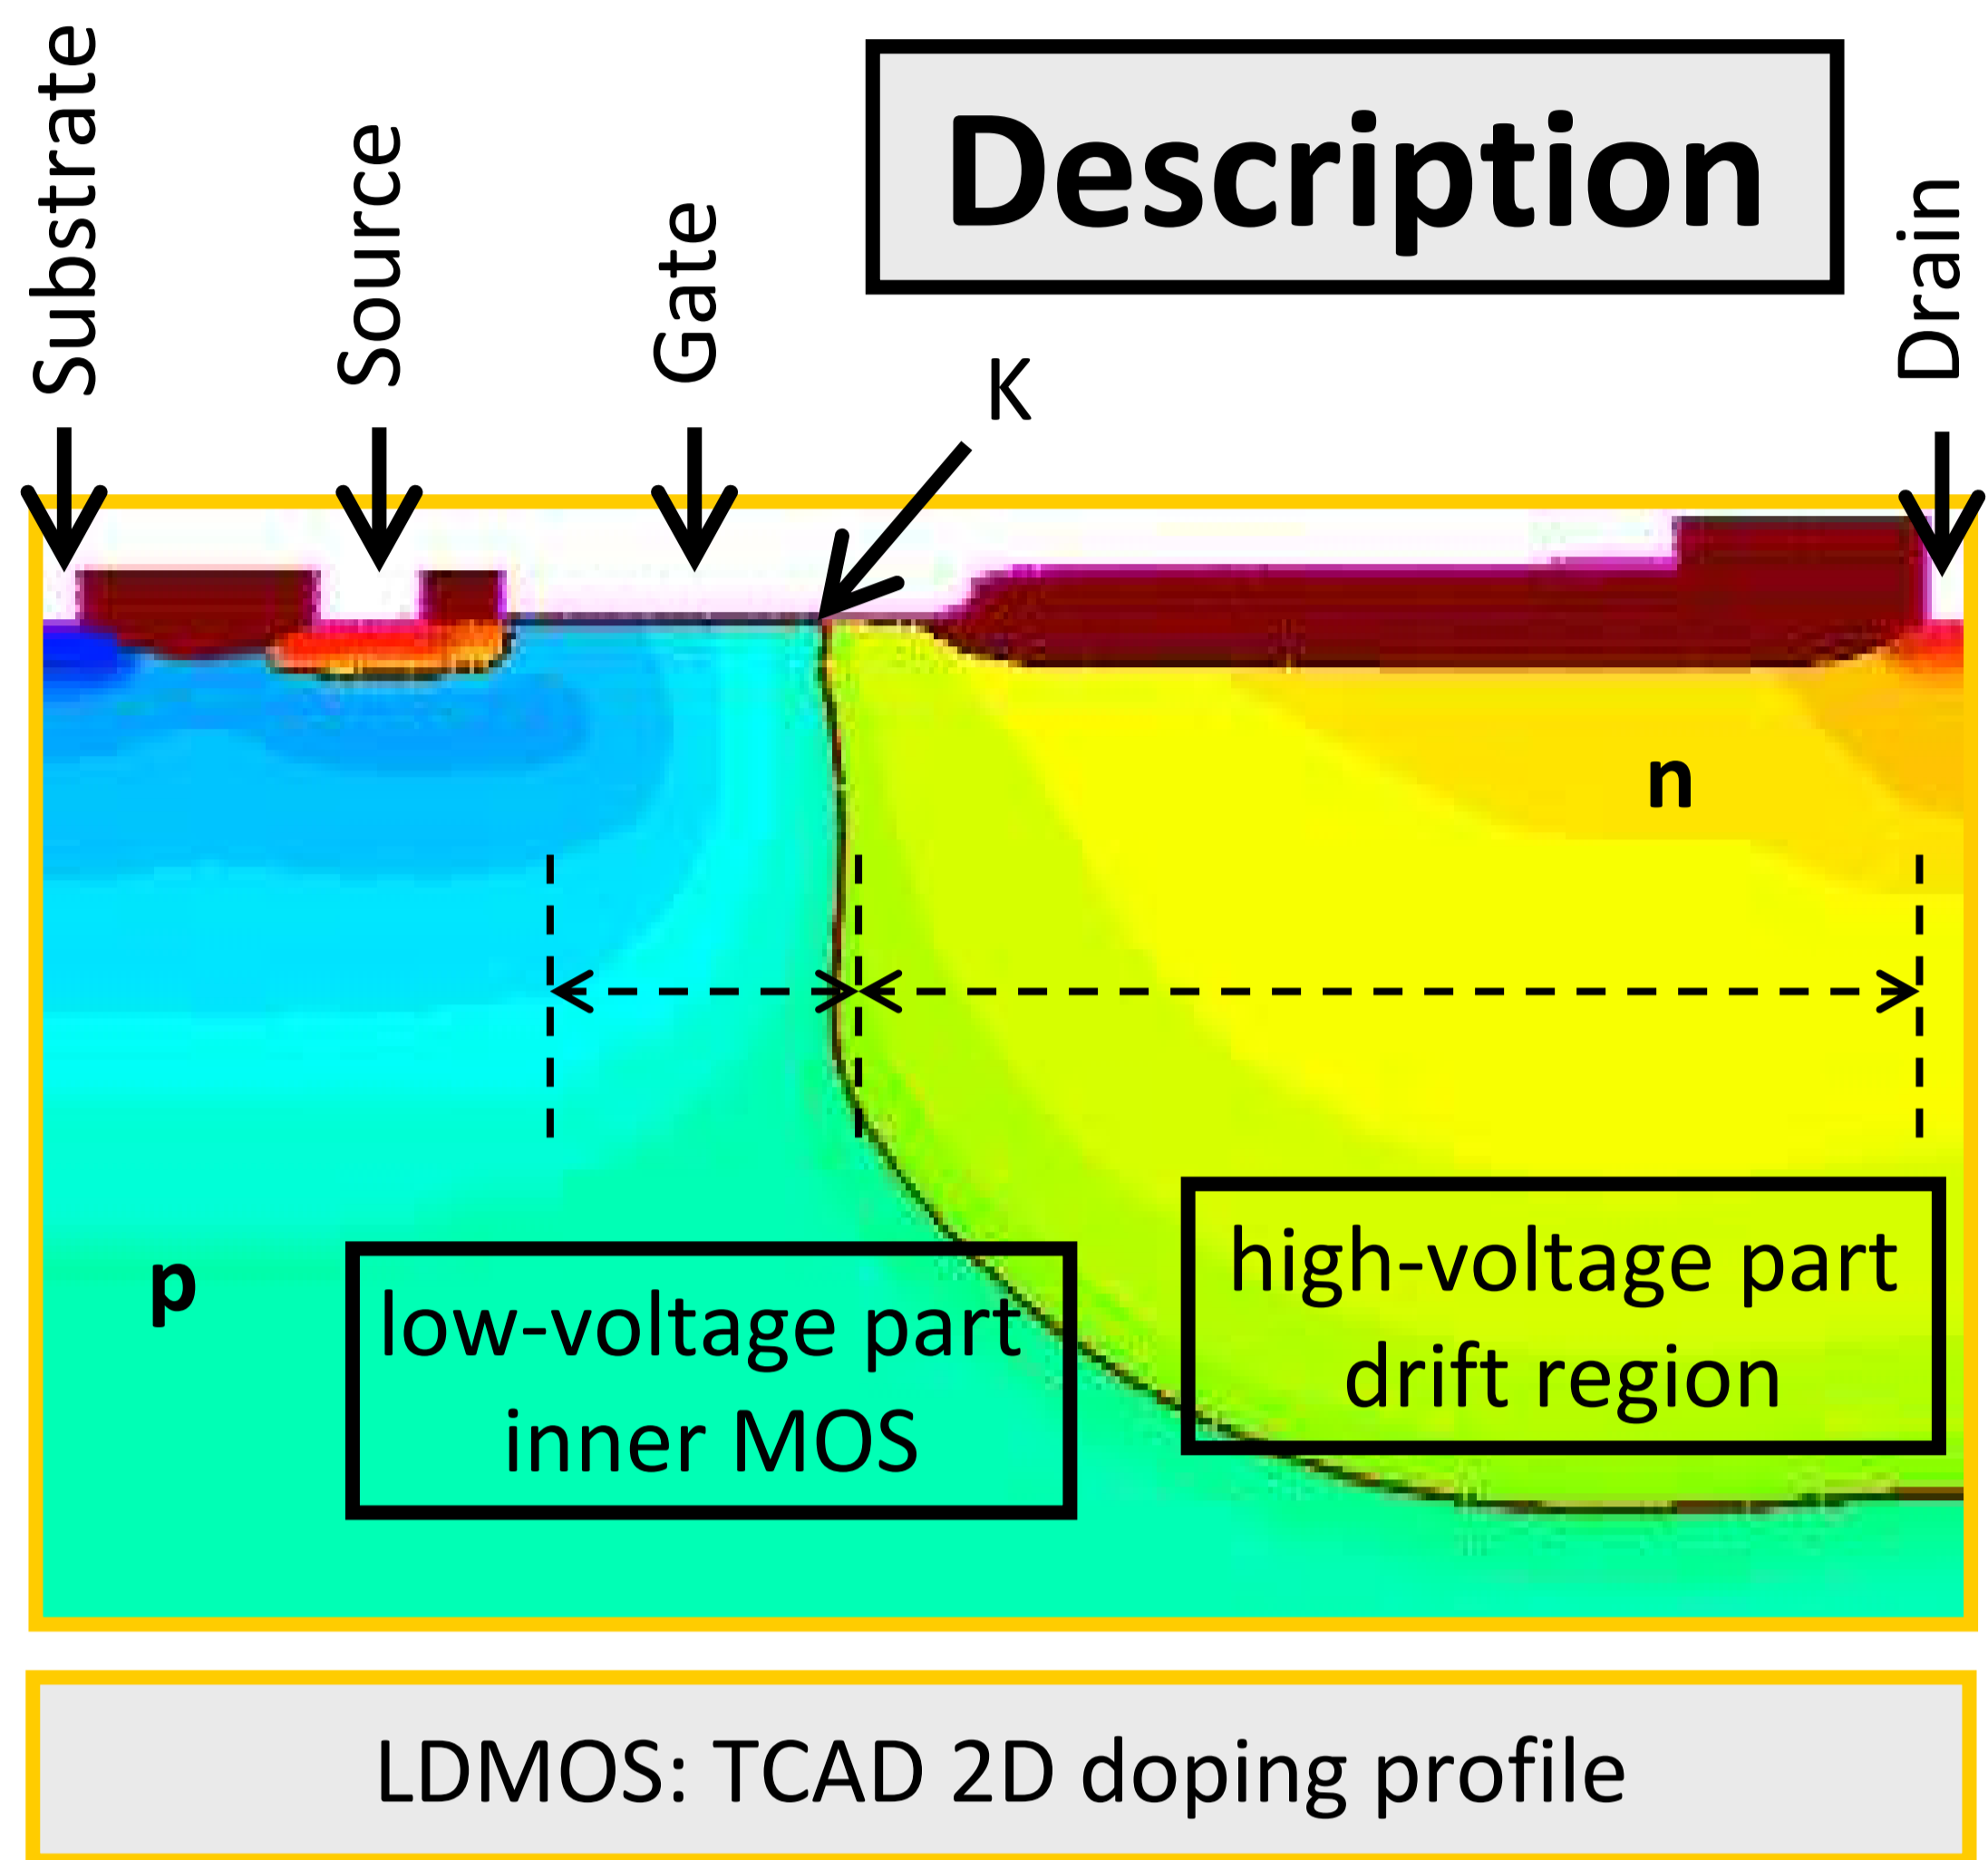 Substrate
Source
Gate
Description
K
Drain
n
p
low-voltage part
inner MOS
high-voltage part
drift region
LDMOS: TCAD 2D doping profile